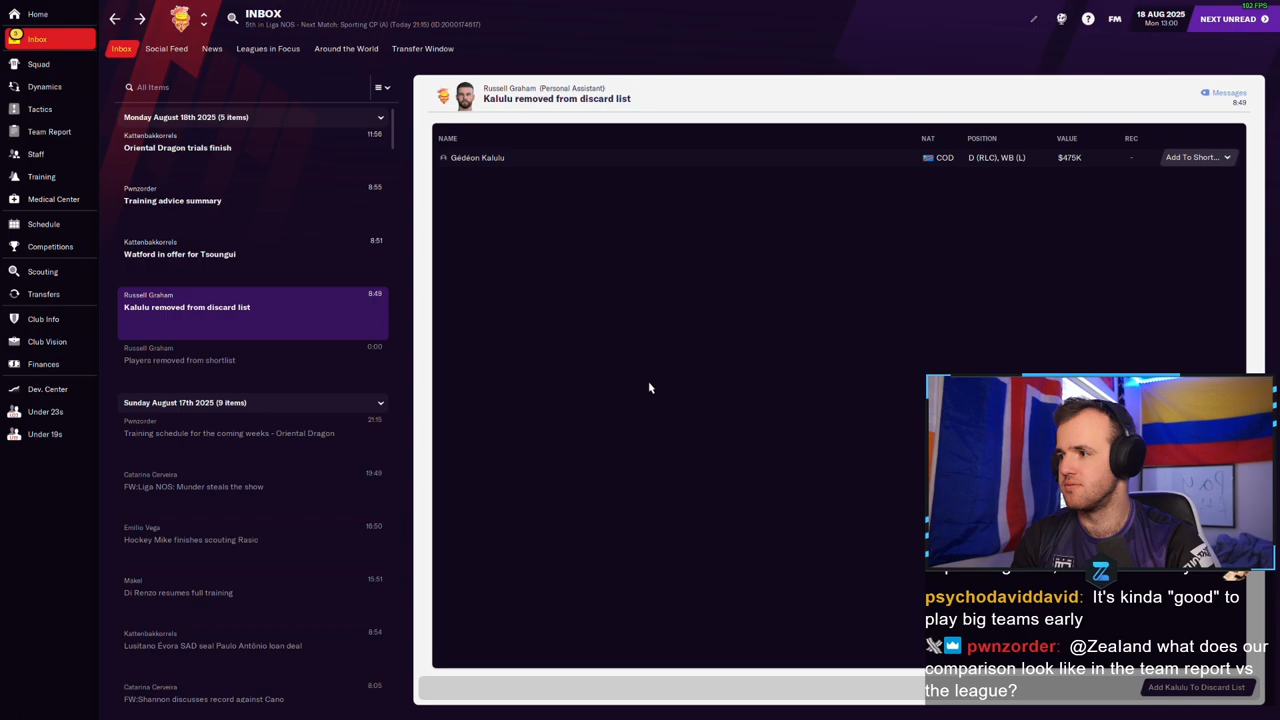 102 FPS
Home
INBOX
5th in Liga NOS - Next Match: Sporting CP (A) (Today 21:15) (ID:2000174617)
FM
18 AUG 2025
Mon 13:00
NEXT UNREAD
3
Inbox
Inbox
Social Feed
News
Leagues in Focus
Around the World
Transfer Window
Squad
Dynamics
Tactics
Team Report
Staff
Training
Medical Center
Schedule
Competitions
Scouting
Transfers
Club Info
Club Vision
Finances
Dev. Center
Under 23s
Under 19s
All Items
Monday August 18th 2025 (5 items)
Kattenbakkorrels 11:56
Oriental Dragon trials finish
Pwnzorder 8:55
Training advice summary
Kattenbakkorrels 8:51
Watford in offer for Tsoungui
Russell Graham 8:49
Kalulu removed from discard list
Russell Graham 0:00
Players removed from shortlist
Sunday August 17th 2025 (9 items)
Pwnzorder 21:15
Training schedule for the coming weeks - Oriental Dragon
Catarina Cerveira 19:49
FW:Liga NOS: Munder steals the show
Emilio Vega 16:50
Hockey Mike finishes scouting Rasic
Makel 15:51
Di Renzo resumes full training
Kattenbakkorrels 8:54
Lusitano Évora SAD seal Paulo Antônio loan deal
Catarina Cerveira 8:05
FW:Shannon discusses record against Cano
Russell Graham (Personal Assistant)
Kalulu removed from discard list
Messages
8:49
NAME NAT POSITION VALUE REC
Gédéon Kalulu COD D (RLC), WB (L) $475K - Add To Short...
psychodaviddavid: It's kinda "good" to
play big teams early
pwnzorder: @Zealand what does our
comparison look like in the team report vs
the league?
Add Kalulu To Discard List